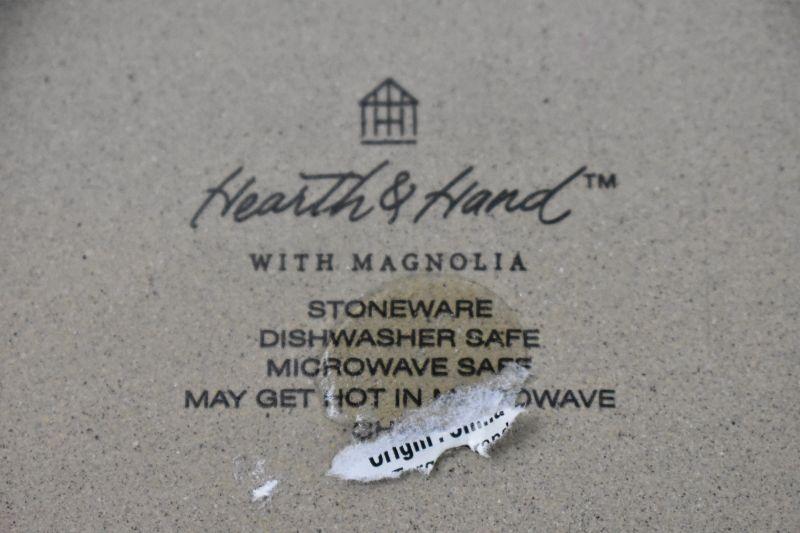 Hearth & Hand™
WITH MAGNOLIA
STONEWARE
DISHWASHER SAFE
MICROWAVE SAFE
MAY GET HOT IN